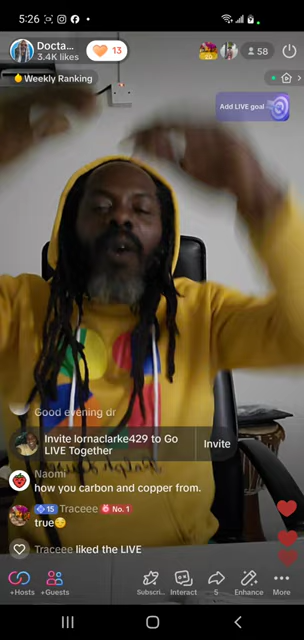 5:26
Docta...
3.4K likes
13
20
58
Weekly Ranking
Add LIVE goal
Good evening dr
Invite lornaclarke429 to Go
LIVE Together
Invite
Naomi
how you carbon and copper from.
15 Traceee No. 1
true😏
Traceee liked the LIVE
+Hosts
+Guests
Subscri...
Interact
5
Enhance
More